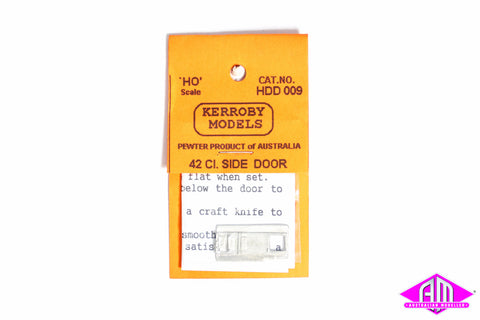 'HO' CAT.NO.
Scale HDD 009
KERROBY
MODELS
PEWTER PRODUCT of AUSTRALIA
42 Cl. SIDE DOOR
flat when set.
below the door to
a craft knife to
smooth
satis a
AM
AUSTRALIAN MODELLER